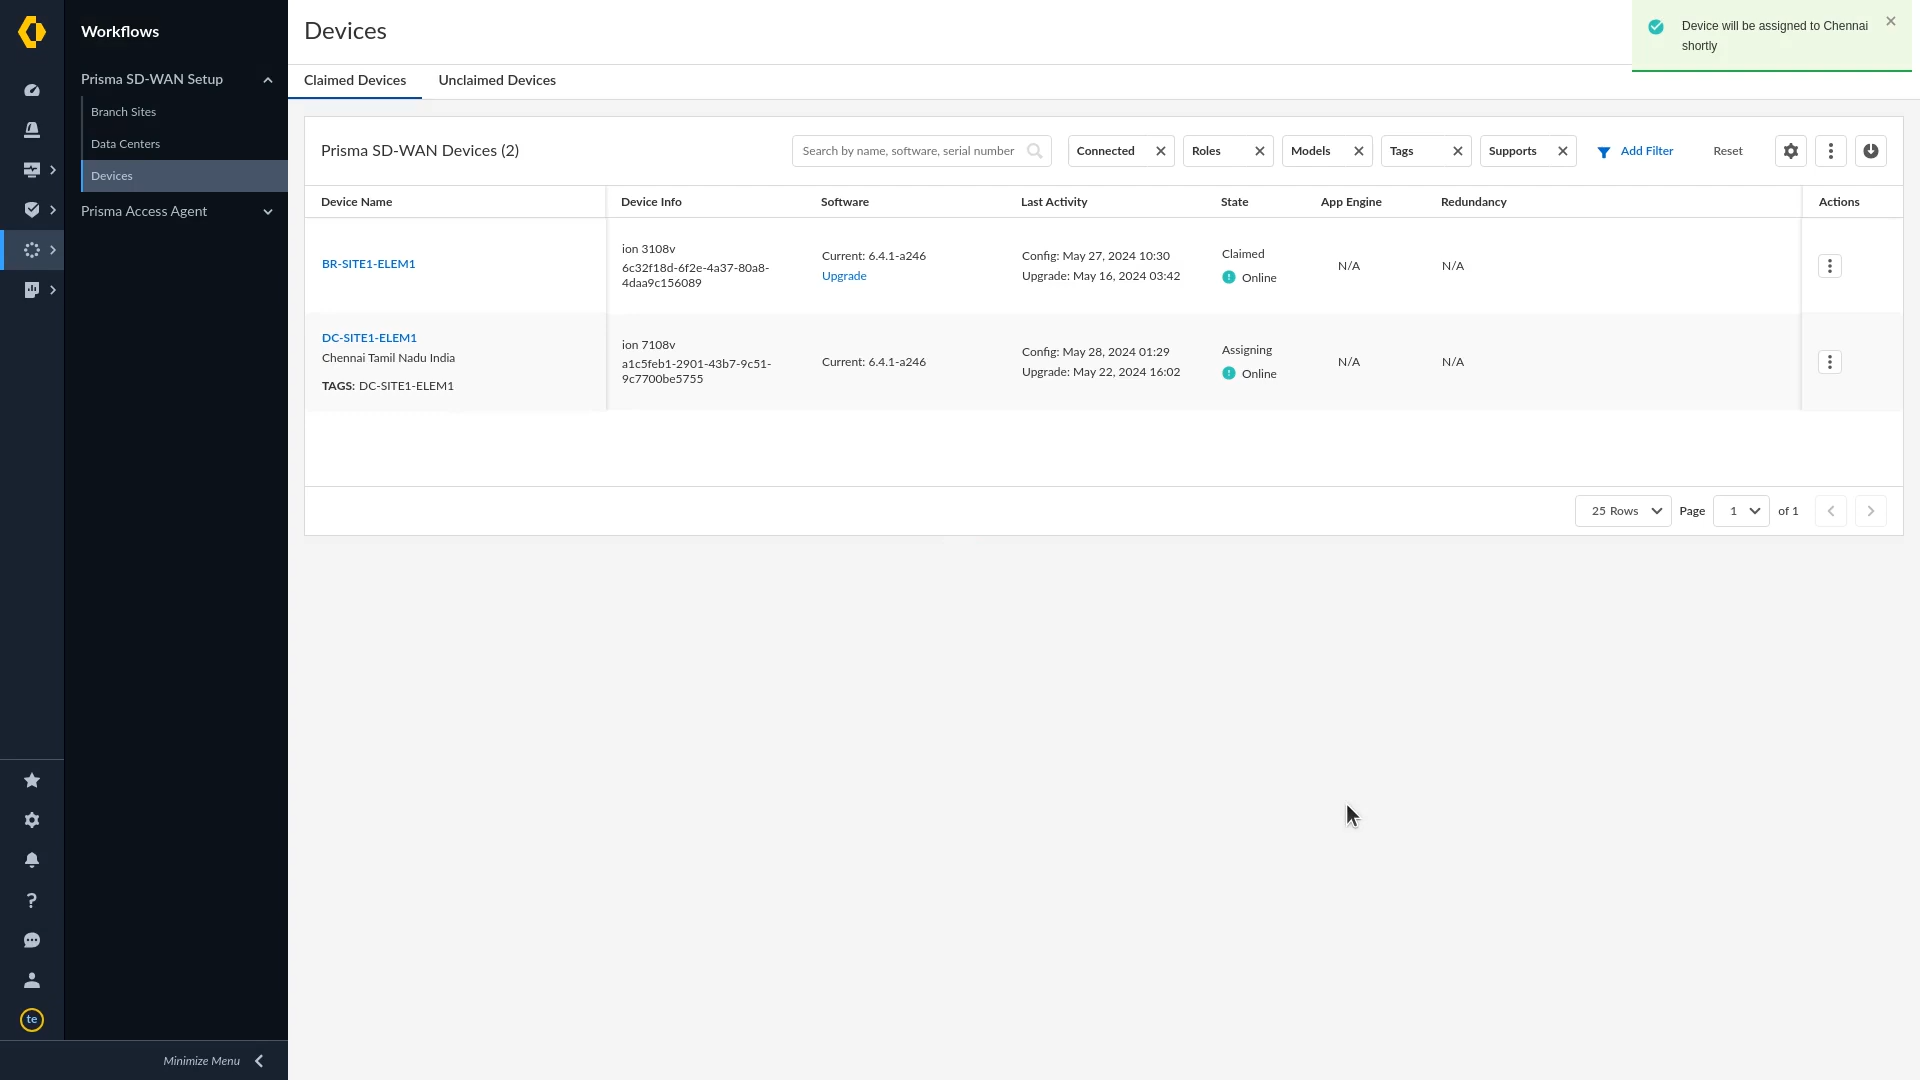 Workflows
Prisma SD-WAN Setup
Branch Sites
Data Centers
Devices
Prisma Access Agent
te
Minimize Menu
Devices
Device will be assigned to Chennai
shortly
Claimed Devices Unclaimed Devices
Prisma SD-WAN Devices (2)
Search by name, software, serial number
Connected Roles Models Tags Supports Add Filter Reset
Device Name Device Info Software Last Activity State App Engine Redundancy Actions
BR-SITE1-ELEM1
ion 3108v
6c32f18d-6f2e-4a37-80a8-
4daa9c156089
Current: 6.4.1-a246
Upgrade
Config: May 27, 2024 10:30
Upgrade: May 16, 2024 03:42
Claimed
Online
N/A
N/A
DC-SITE1-ELEM1
Chennai Tamil Nadu India
TAGS: DC-SITE1-ELEM1
ion 7108v
a1c5feb1-2901-43b7-9c51-
9c7700be5755
Current: 6.4.1-a246
Config: May 28, 2024 01:29
Upgrade: May 22, 2024 16:02
Assigning
Online
N/A
N/A
25 Rows Page 1 of 1